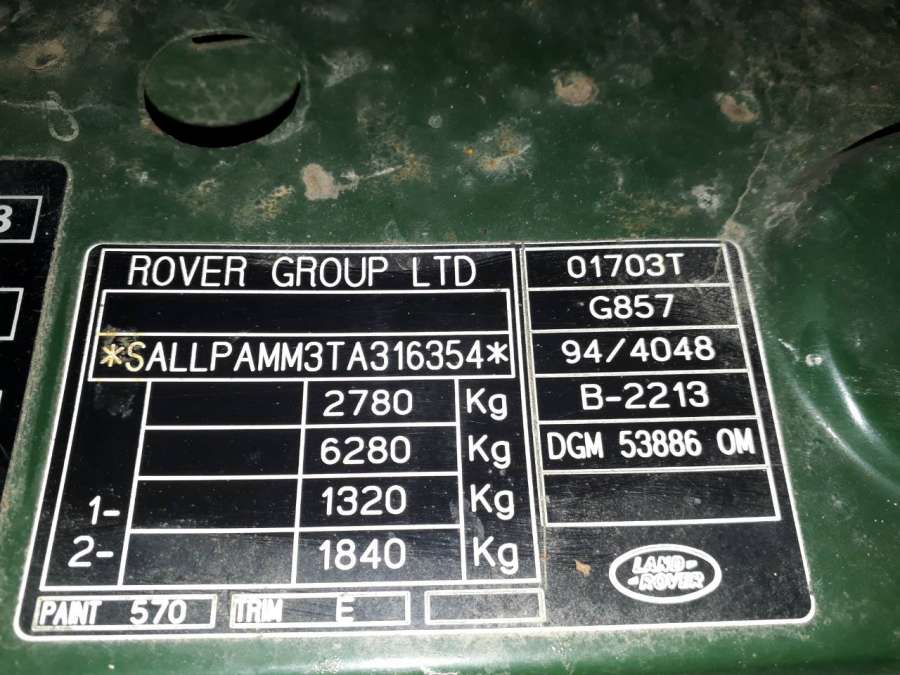 3
ROVER GROUP LTD
*SALLPAMM3TA316354*
2780 Kg
6280 Kg
1- 1320 Kg
2- 1840 Kg
PAINT 570 TRIM E
01703T
G857
94/4048
B-2213
DGM 53886 OM
LAND-
-ROVER